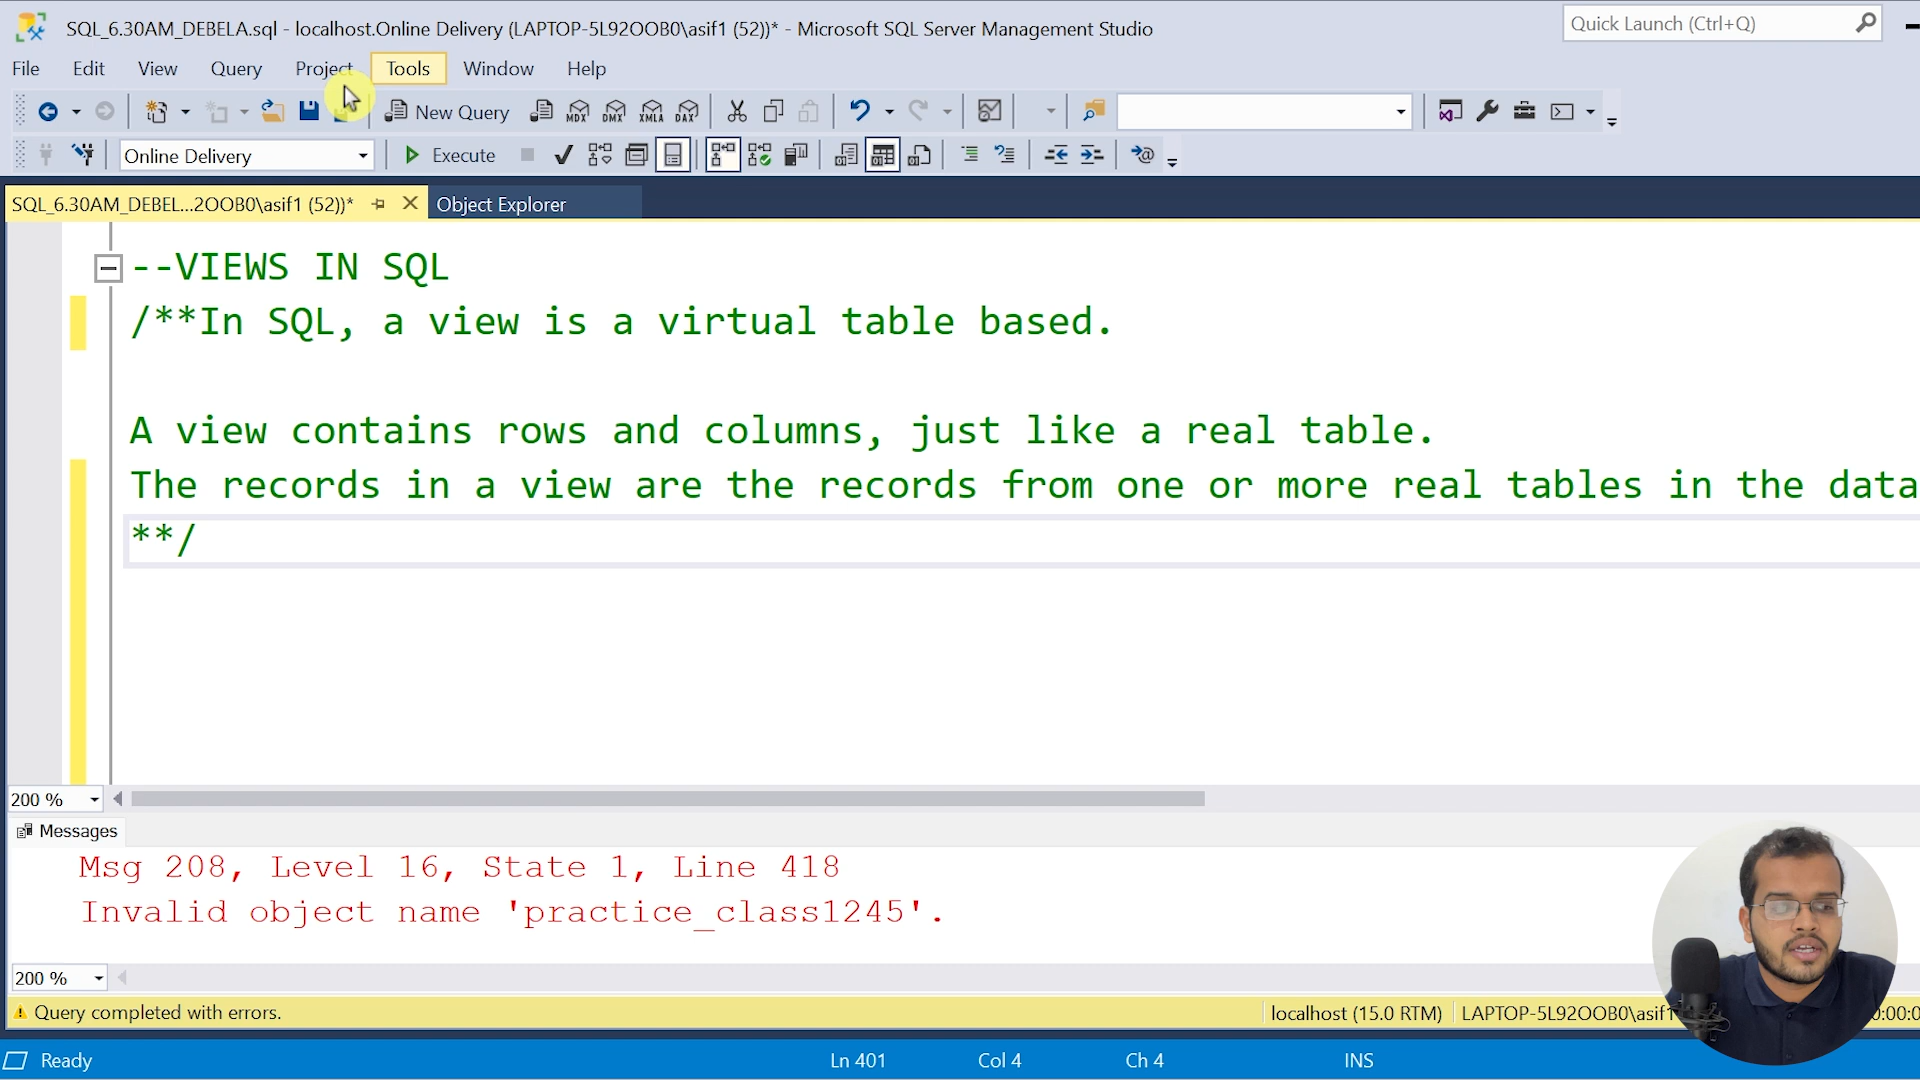 SQL_6.30AM_DEBELA.sql - localhost.Online Delivery (LAPTOP-5L92OOB0\asif1 (52))* - Microsoft SQL Server Management Studio
Quick Launch (Ctrl+Q)
File Edit View Query Project Tools Window Help
New Query MDX DMX XMLA DAX
Online Delivery Execute
SQL_6.30AM_DEBEL...2OOB0\asif1 (52))* Object Explorer
--VIEWS IN SQL
/**In SQL, a view is a virtual table based.
A view contains rows and columns, just like a real table.
The records in a view are the records from one or more real tables in the data
**/
200 %
Messages
Msg 208, Level 16, State 1, Line 418
Invalid object name 'practice_class1245'.
200 %
Query completed with errors. localhost (15.0 RTM) LAPTOP-5L92OOB0\asif1
Ready Ln 401 Col 4 Ch 4 INS